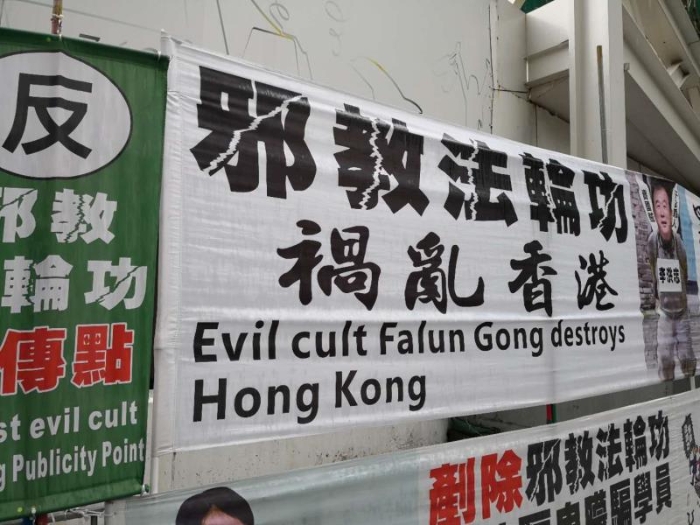 反
邪教
輪功
傳點
st evil cult
g Publicity Point
邪教法輪功
禍亂香港
Evil cult Falun Gong destroys
Hong Kong
李洪志
剷除邪教法輪功